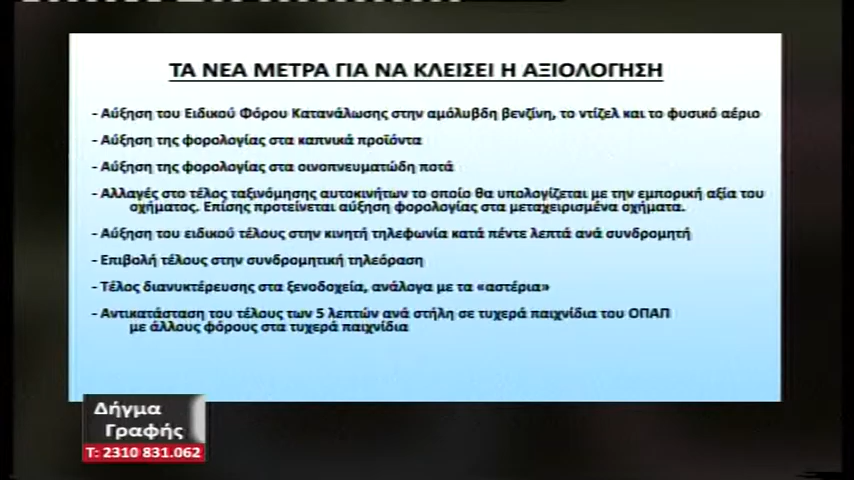 ΤΑ ΝΕΑ ΜΕΤΡΑ ΓΙΑ ΝΑ ΚΛΕΙΣΕΙ Η ΑΞΙΟΛΟΓΗΣΗ
- Αύξηση του Ειδικού Φόρου Κατανάλωσης στην αμόλυβδη βενζίνη, το ντίζελ και το φυσικό αέριο
- Αύξηση της φορολογίας στα καπνικά προϊόντα
- Αύξηση της φορολογίας στα οινοπνευματώδη ποτά
- Αλλαγές στο τέλος ταξινόμησης αυτοκινήτων το οποίο θα υπολογίζεται με την εμπορική αξία του
οχήματος. Επίσης προτείνεται αύξηση φορολογίας στα μεταχειρισμένα οχήματα.
- Αύξηση του ειδικού τέλους στην κινητή τηλεφωνία κατά πέντε λεπτά ανά συνδρομητή
- Επιβολή τέλους στην συνδρομητική τηλεόραση
- Τέλος διανυκτέρευσης στα ξενοδοχεία, ανάλογα με τα «αστέρια»
- Αντικατάσταση του τέλους των 5 λεπτών ανά στήλη σε τυχερά παιχνίδια του ΟΠΑΠ
με άλλους φόρους στα τυχερά παιχνίδια
Δήγμα
Γραφής
Τ: 2310 831.062